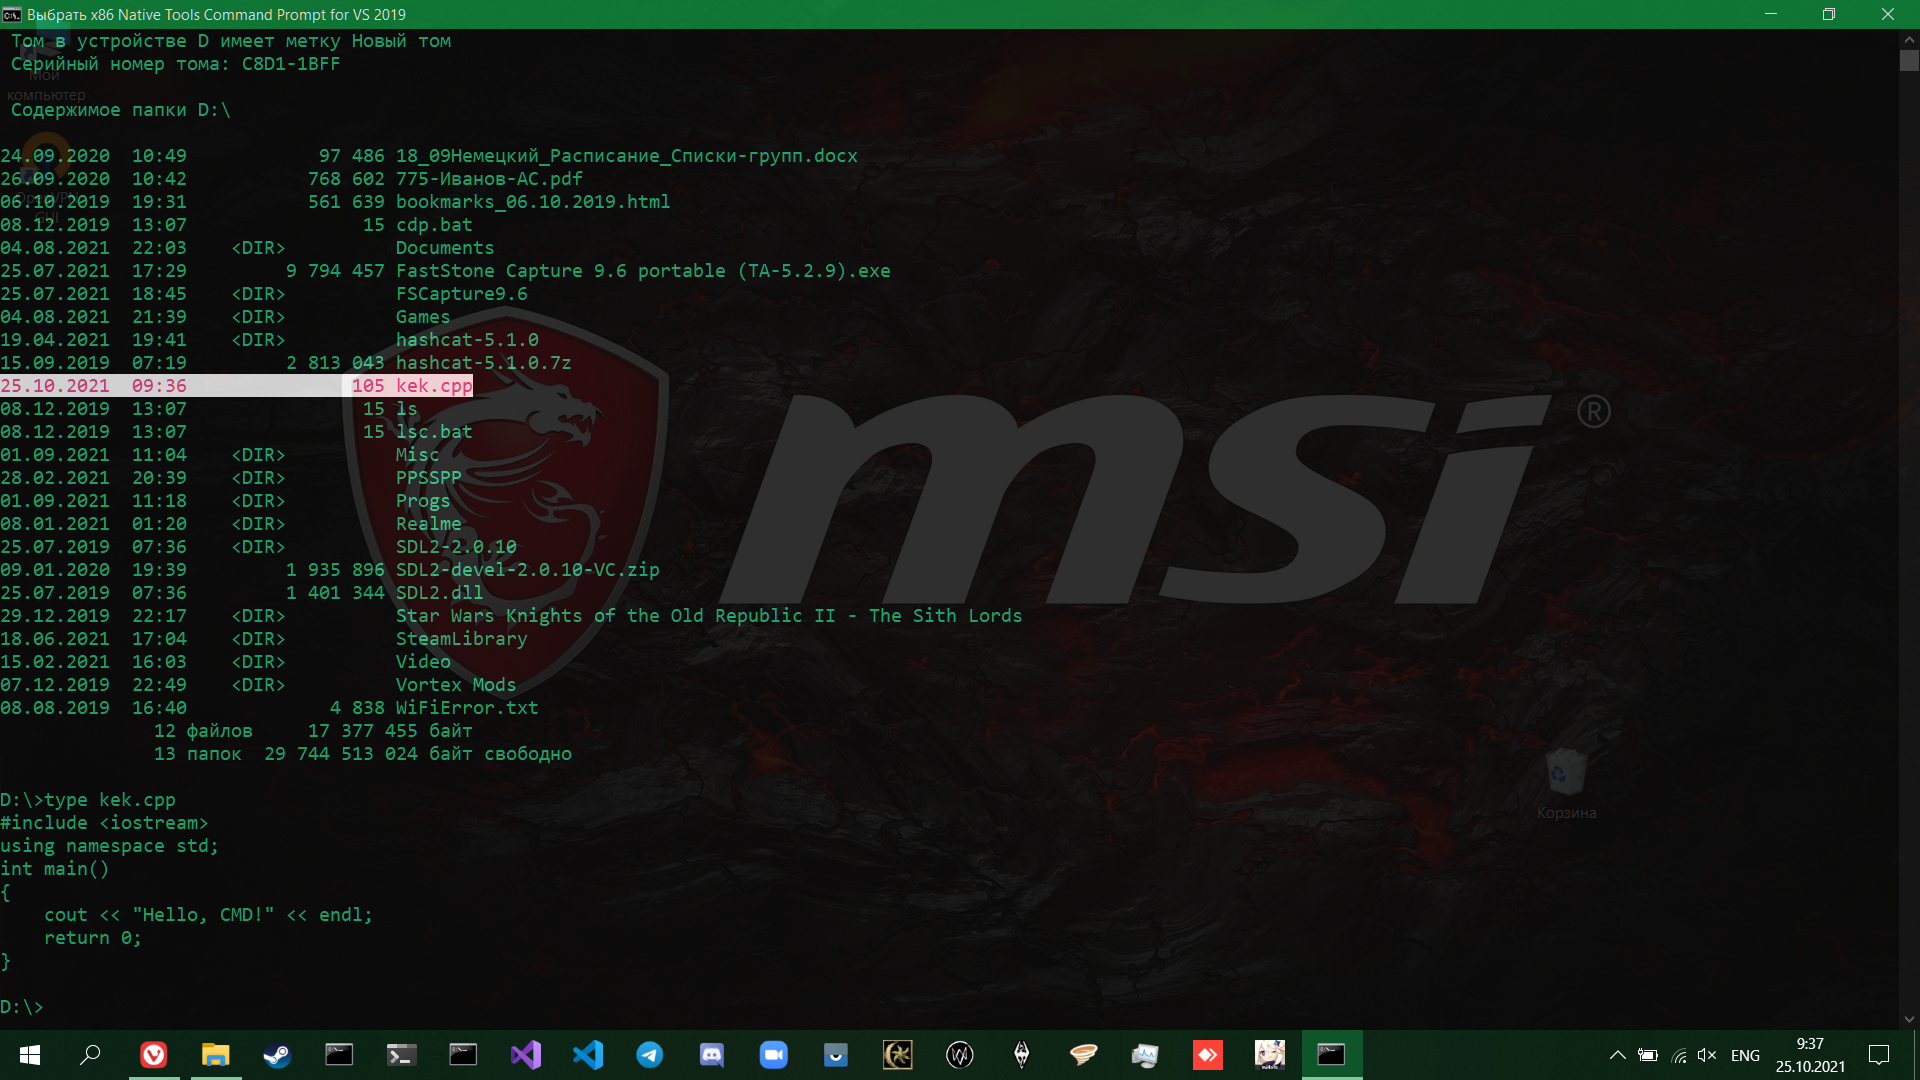 Выбрать x86 Native Tools Command Prompt for VS 2019
Том в устройстве D имеет метку Новый том
Серийный номер тома: C8D1-1BFF
Мой
компьютер
Содержимое папки D:\
24.09.2020  10:49            97 486 18_09Немецкий_Расписание_Списки-групп.docx
26.09.2020  10:42           768 602 775-Иванов-АС.pdf
06.10.2019  19:31           561 639 bookmarks_06.10.2019.html
OpenVPN
GUI
08.12.2019  13:07                15 cdp.bat
04.08.2021  22:03    <DIR>          Documents
25.07.2021  17:29         9 794 457 FastStone Capture 9.6 portable (TA-5.2.9).exe
25.07.2021  18:45    <DIR>          FSCapture9.6
04.08.2021  21:39    <DIR>          Games
19.04.2021  19:41    <DIR>          hashcat-5.1.0
15.09.2019  07:19         2 813 043 hashcat-5.1.0.7z
25.10.2021  09:36               105 kek.cpp
08.12.2019  13:07                15 ls
08.12.2019  13:07                15 lsc.bat
01.09.2021  11:04    <DIR>          Misc
28.02.2021  20:39    <DIR>          PPSSPP
01.09.2021  11:18    <DIR>          Progs
08.01.2021  01:20    <DIR>          Realme
25.07.2019  07:36    <DIR>          SDL2-2.0.10
09.01.2020  19:39         1 935 896 SDL2-devel-2.0.10-VC.zip
25.07.2019  07:36         1 401 344 SDL2.dll
29.12.2019  22:17    <DIR>          Star Wars Knights of the Old Republic II - The Sith Lords
18.06.2021  17:04    <DIR>          SteamLibrary
15.02.2021  16:03    <DIR>          Video
07.12.2019  22:49    <DIR>          Vortex Mods
08.08.2019  16:40             4 838 WiFiError.txt
12 файлов     17 377 455 байт
13 папок  29 744 513 024 байт свободно
msi ®
Корзина
D:\>type kek.cpp
#include <iostream>
using namespace std;
int main()
{
    cout << "Hello, CMD!" << endl;
    return 0;
}
D:\>
ENG
9:37
25.10.2021